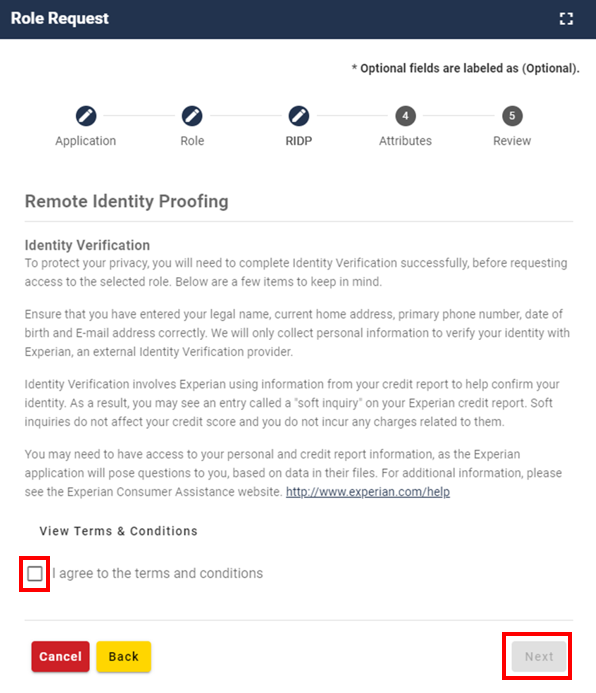 Role Request
* Optional fields are labeled as (Optional).
4 5
Application Role RIDP Attributes Review
Remote Identity Proofing
Identity Verification
To protect your privacy, you will need to complete Identity Verification successfully, before requesting
access to the selected role. Below are a few items to keep in mind.
Ensure that you have entered your legal name, current home address, primary phone number, date of
birth and E-mail address correctly. We will only collect personal information to verify your identity with
Experian, an external Identity Verification provider.
Identity Verification involves Experian using information from your credit report to help confirm your
identity. As a result, you may see an entry called a "soft inquiry" on your Experian credit report. Soft
inquiries do not affect your credit score and you do not incur any charges related to them.
You may need to have access to your personal and credit report information, as the Experian
application will pose questions to you, based on data in their files. For additional information, please
see the Experian Consumer Assistance website. http://www.experian.com/help
View Terms & Conditions
I agree to the terms and conditions
Cancel Back Next